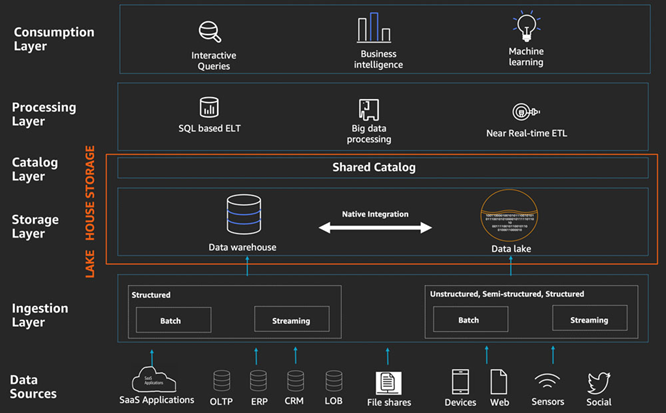 Consumption
Layer
Interactive
Queries
Business
intelligence
Machine
learning
Processing
Layer
SQL based ELT
Big data
processing
Near Real-time ETL
LAKE HOUSE STORAGE
Catalog
Layer
Shared Catalog
Storage
Layer
Data warehouse
Native Integration
Data lake
Ingestion
Layer
Structured
Batch
Streaming
Unstructured, Semi-structured, Structured
Batch
Streaming
Data
Sources
SaaS
Applications
SaaS Applications
OLTP
ERP
CRM
LOB
File shares
Devices
Web
Sensors
Social